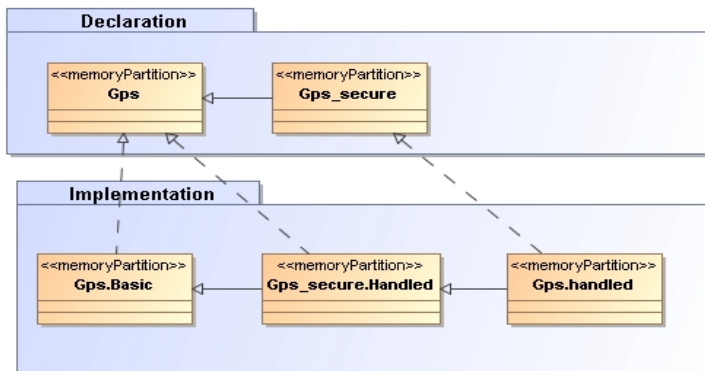 Declaration
<<memoryPartition>>
Gps
<<memoryPartition>>
Gps_secure
Implementation
<<memoryPartition>>
Gps.Basic
<<memoryPartition>>
Gps_secure.Handled
<<memoryPartition>>
Gps.handled